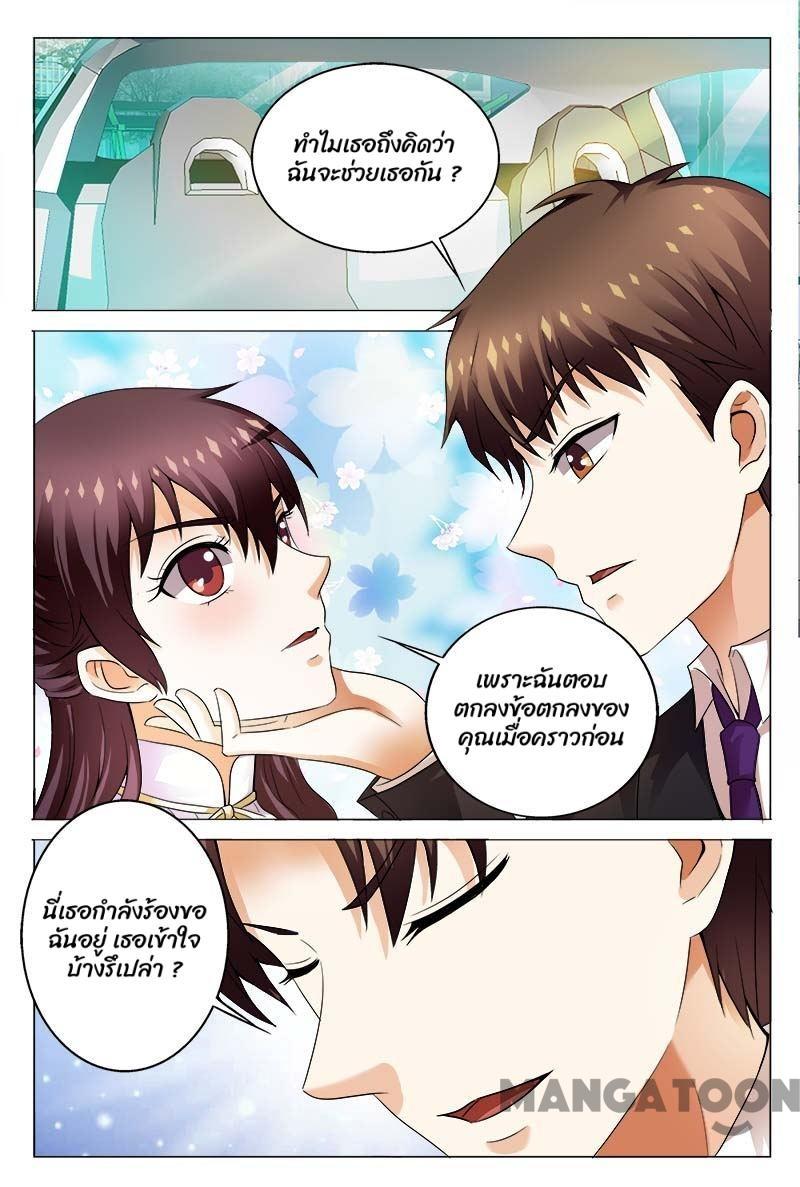 ทำไมเธอถึงคิดว่า
ฉันจะช่วยเธอกัน ?
เพราะฉันตอบ
ตกลงข้อตกลงของ
คุณเมื่อคราวก่อน
นี่เธอกำลังร้องขอ
ฉันอยู่ เธอเข้าใจ
บ้างรึเปล่า ?
MANGATOON